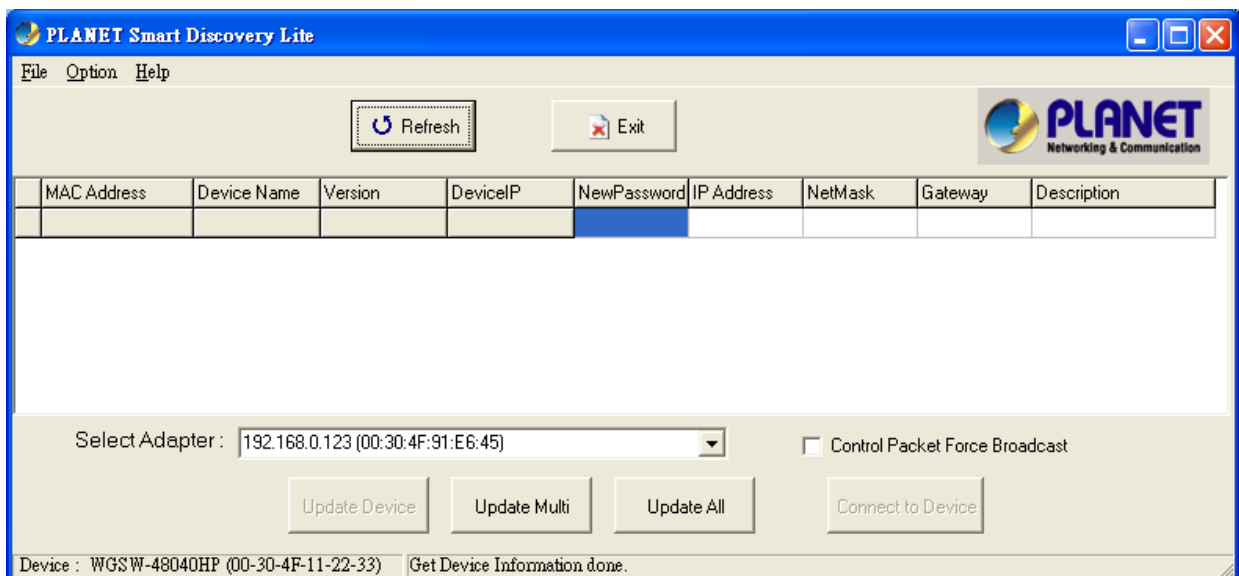 PLANET Smart Discovery Lite
File Option Help
Refresh Exit
PLANET
Networking & Communication
MAC Address Device Name Version DeviceIP NewPassword IP Address NetMask Gateway Description
Select Adapter : 192.168.0.123 (00:30:4F:91:E6:45) Control Packet Force Broadcast
Update Device Update Multi Update All Connect to Device
Device : WGSW-48040HP (00-30-4F-11-22-33) Get Device Information done.